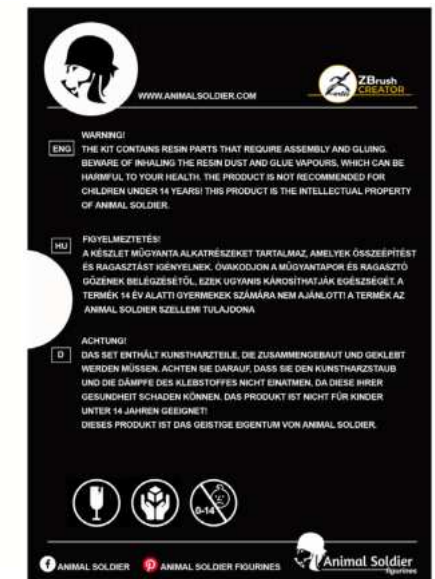 WWW.ANIMALSOLDIER.COM
ZBrush
CREATOR
WARNING!
ENG
THE KIT CONTAINS RESIN PARTS THAT REQUIRE ASSEMBLY AND GLUING.
BEWARE OF INHALING THE RESIN DUST AND GLUE VAPOURS, WHICH CAN BE
HARMFUL TO YOUR HEALTH. THE PRODUCT IS NOT RECOMMENDED FOR
CHILDREN UNDER 14 YEARS! THIS PRODUCT IS THE INTELLECTUAL PROPERTY
OF ANIMAL SOLDIER.
FIGYELMEZTETÉS!
HU
A KÉSZLET MŰGYANTA ALKATRÉSZEKET TARTALMAZ, AMELYEK ÖSSZEÉPÍTÉST
ÉS RAGASZTÁST IGÉNYELNEK. ÓVAKODJON A MŰGYANTAPOR ÉS RAGASZTÓ
GŐZENEK BELÉGZÉSÉTŐL, EZEK UGYANIS KÁROSÍTHATJÁK EGÉSZSÉGÉT. A
TERMÉK 14 ÉV ALATTI GYERMEKEK SZÁMÁRA NEM AJÁNLOTT! A TERMÉK AZ
ANIMAL SOLDIER SZELLEMI TULAJDONA
ACHTUNG!
D
DAS SET ENTHÄLT KUNSTHARZTEILE, DIE ZUSAMMENGEBAUT UND GEKLEBT
WERDEN MÜSSEN. ACHTEN SIE DARAUF, DASS SIE DEN KUNSTHARZSTAUB
UND DIE DÄMPFE DES KLEBSTOFFES NICHT EINATMEN, DA DIESE IHRER
GESUNDHEIT SCHADEN KÖNNEN. DAS PRODUKT IST NICHT FÜR KINDER
UNTER 14 JAHREN GEEIGNET!
DIESES PRODUKT IST DAS GEISTIGE EIGENTUM VON ANIMAL SOLDIER.
0-14
ANIMAL SOLDIER
ANIMAL SOLDIER FIGURINES
Animal Soldier
figurines